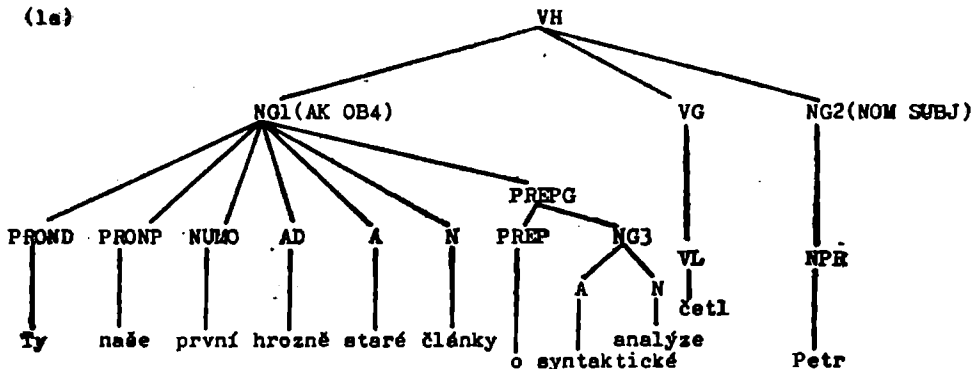 (1a)
VH
NG1(AK OB4) VG NG2(NOM SUBJ)
PREPG
PROND PRONP NUMO AD A N PREP NG3
VL NPR
A N
četl
Ty naše první hrozně staré články analýze
o syntaktické Petr